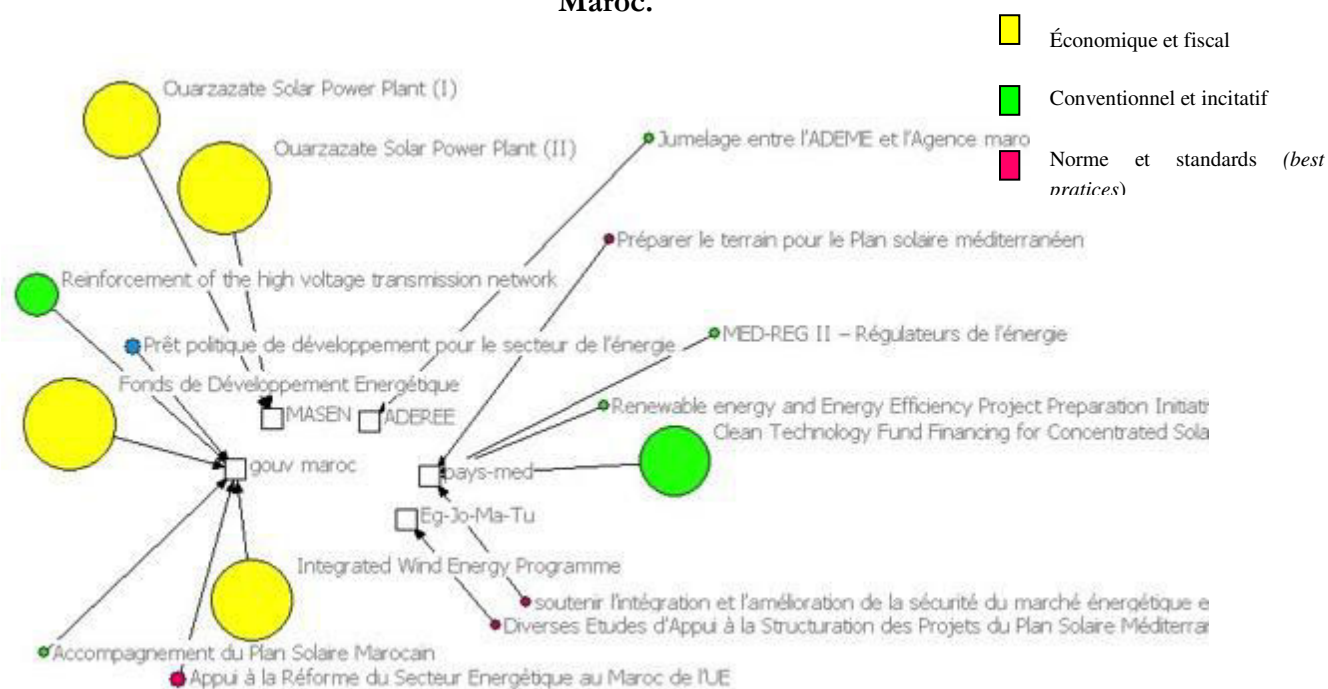 Maroc.
Économique et fiscal
Ouarzazate Solar Power Plant (I)
Conventionnel et incitatif
Ouarzazate Solar Power Plant (II)
Jumelage entre l'ADEME et l'Agence maro
Norme et standards (best
pratices)
Préparer le terrain pour le Plan solaire méditerranéen
Reinforcement of the high voltage transmission network
MED-REG II – Régulateurs de l'énergie
Prêt politique de développement pour le secteur de l'énergie
Fonds de Développement Energétique
MASEN
ADEREE
Renewable energy and Energy Efficiency Project Preparation Initiati
Clean Technology Fund Financing for Concentrated Sola
gouv maroc
pays-med
Eg-Jo-Ma-Tu
Integrated Wind Energy Programme
soutenir l'intégration et l'amélioration de la sécurité du marché énergétique e
Diverses Etudes d'Appui à la Structuration des Projets du Plan Solaire Méditerran
Accompagnement du Plan Solaire Marocain
Appui à la Réforme du Secteur Energétique au Maroc de l'UE